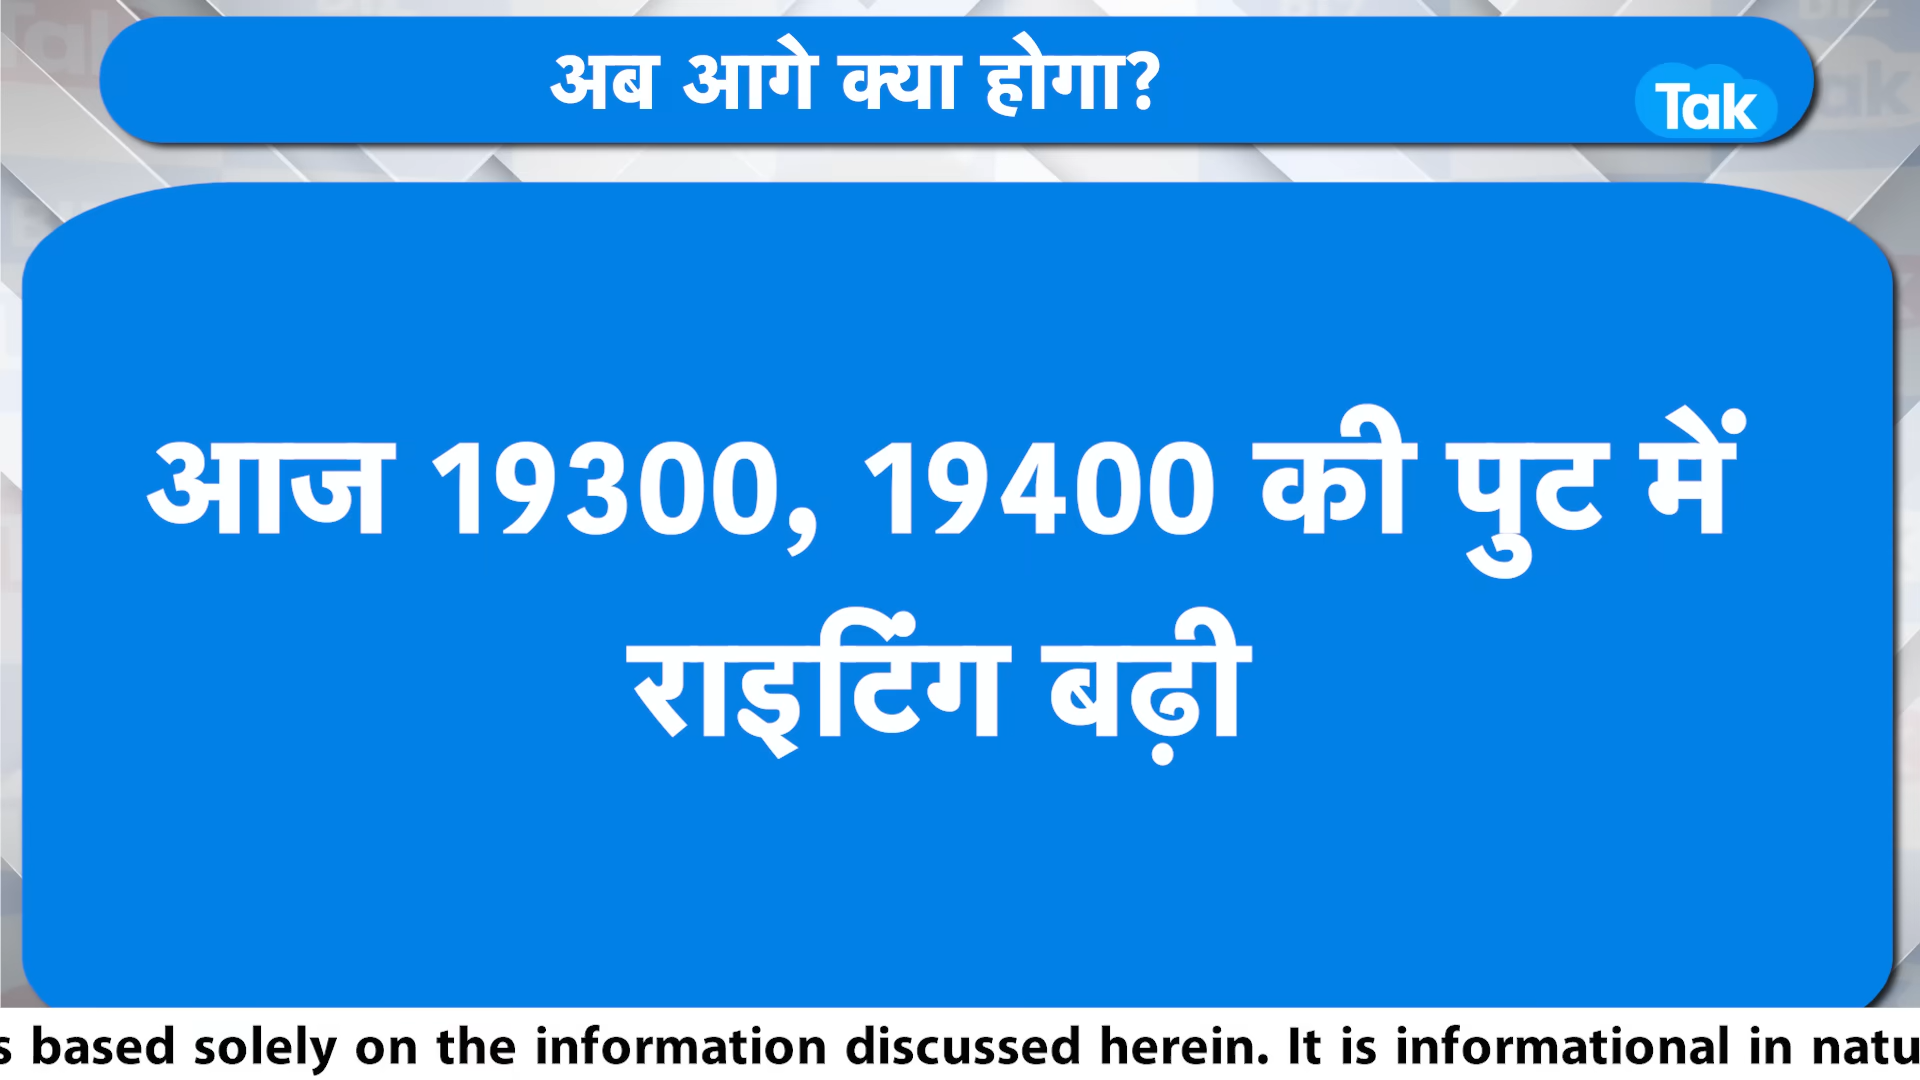 अब आगे क्या होगा?
Tak
आज 19300, 19400 की पुट में
राइटिंग बढ़ी
based solely on the information discussed herein. It is informational in